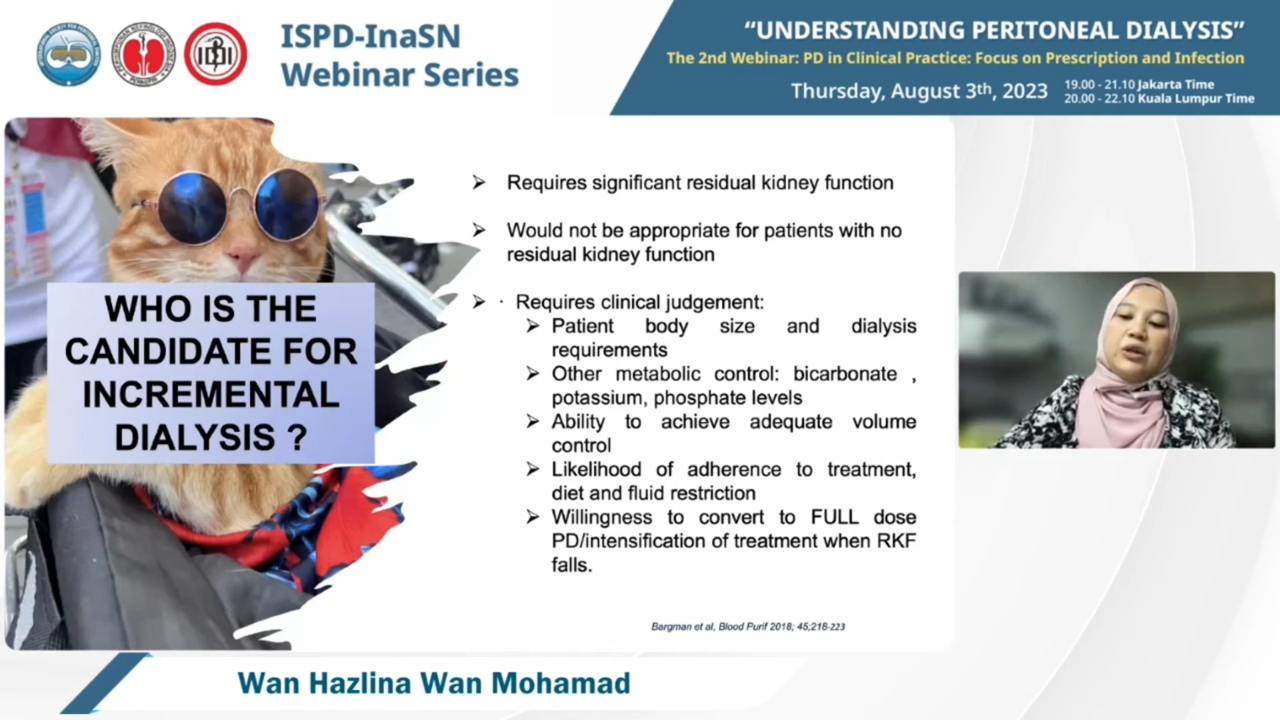 ISPD-InaSN
Webinar Series
“UNDERSTANDING PERITONEAL DIALYSIS”
The 2nd Webinar: PD in Clinical Practice: Focus on Prescription and Infection
Thursday, August 3th, 2023
19.00 - 21.10 Jakarta Time
20.00 - 22.10 Kuala Lumpur Time
WHO IS THE
CANDIDATE FOR
INCREMENTAL
DIALYSIS ?
➢ Requires significant residual kidney function
➢ Would not be appropriate for patients with no
residual kidney function
➢ · Requires clinical judgement:
➢ Patient body size and dialysis
requirements
➢ Other metabolic control: bicarbonate ,
potassium, phosphate levels
➢ Ability to achieve adequate volume
control
➢ Likelihood of adherence to treatment,
diet and fluid restriction
➢ Willingness to convert to FULL dose
PD/intensification of treatment when RKF
falls.
Bargman et al, Blood Purif 2018; 45;218-223
Wan Hazlina Wan Mohamad